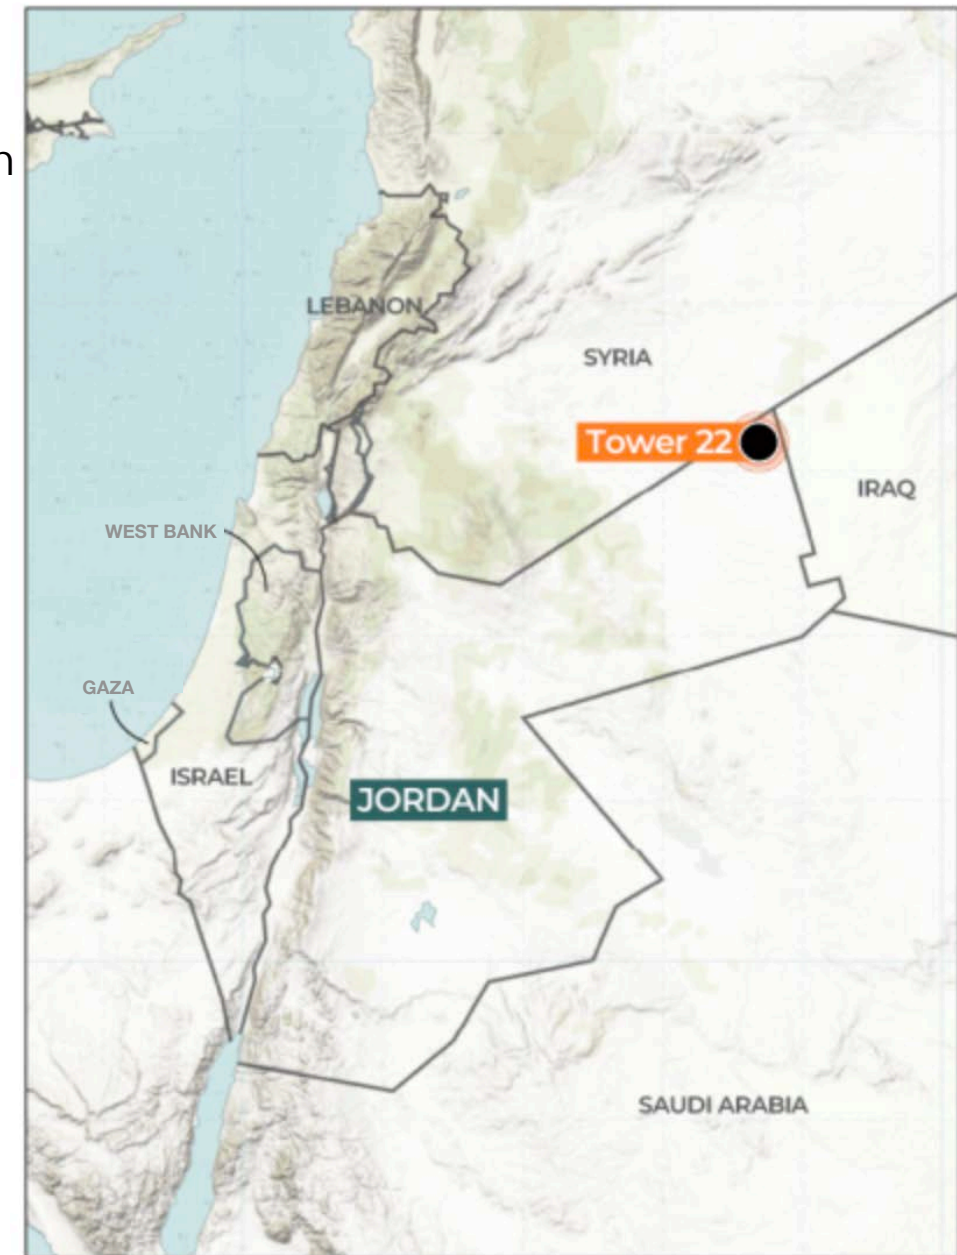 n
LEBANON
SYRIA
Tower 22
IRAQ
WEST BANK
GAZA
ISRAEL
JORDAN
SAUDI ARABIA